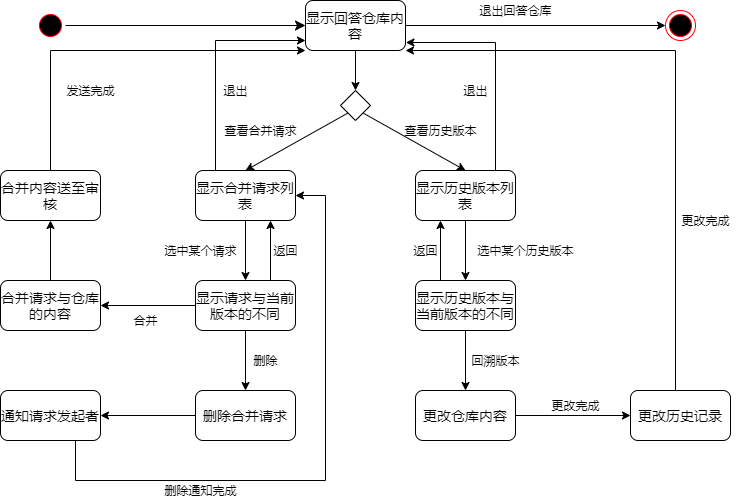 显示回答仓库内
容
退出回答仓库
发送完成
退出
退出
查看合并请求
查看历史版本
合并内容送至审
核
显示合并请求列
表
显示历史版本列
表
更改完成
选中某个请求
返回
返回
选中某个历史版本
合并请求与仓库
的内容
显示请求与当前
版本的不同
显示历史版本与
当前版本的不同
合并
删除
回溯版本
通知请求发起者
删除合并请求
更改仓库内容
更改完成
更改历史记录
删除通知完成